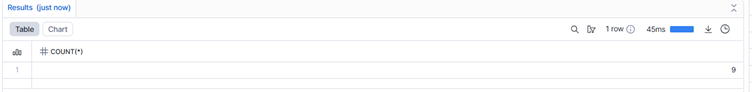 Results (just now)
Table Chart 1 row 45ms
COUNT(*)
1 9